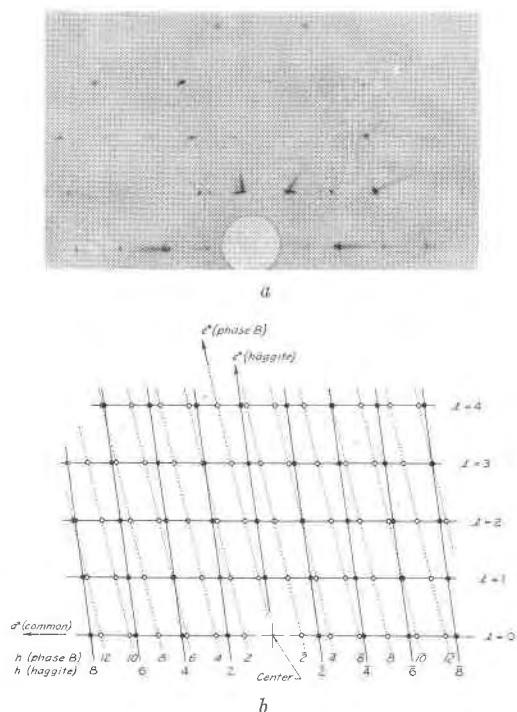 a
c* (phase B)
c* (häggite)
l = 4
l = 3
l = 2
l = 1
l = 0
a* (common)
h (phase B) 12 10 8 6 4 2 2̄ 4̄ 6̄ 8̄ 10 12
h (häggite) 8 6 4 2 2̄ 4̄ 6̄ 8̄
Center
b